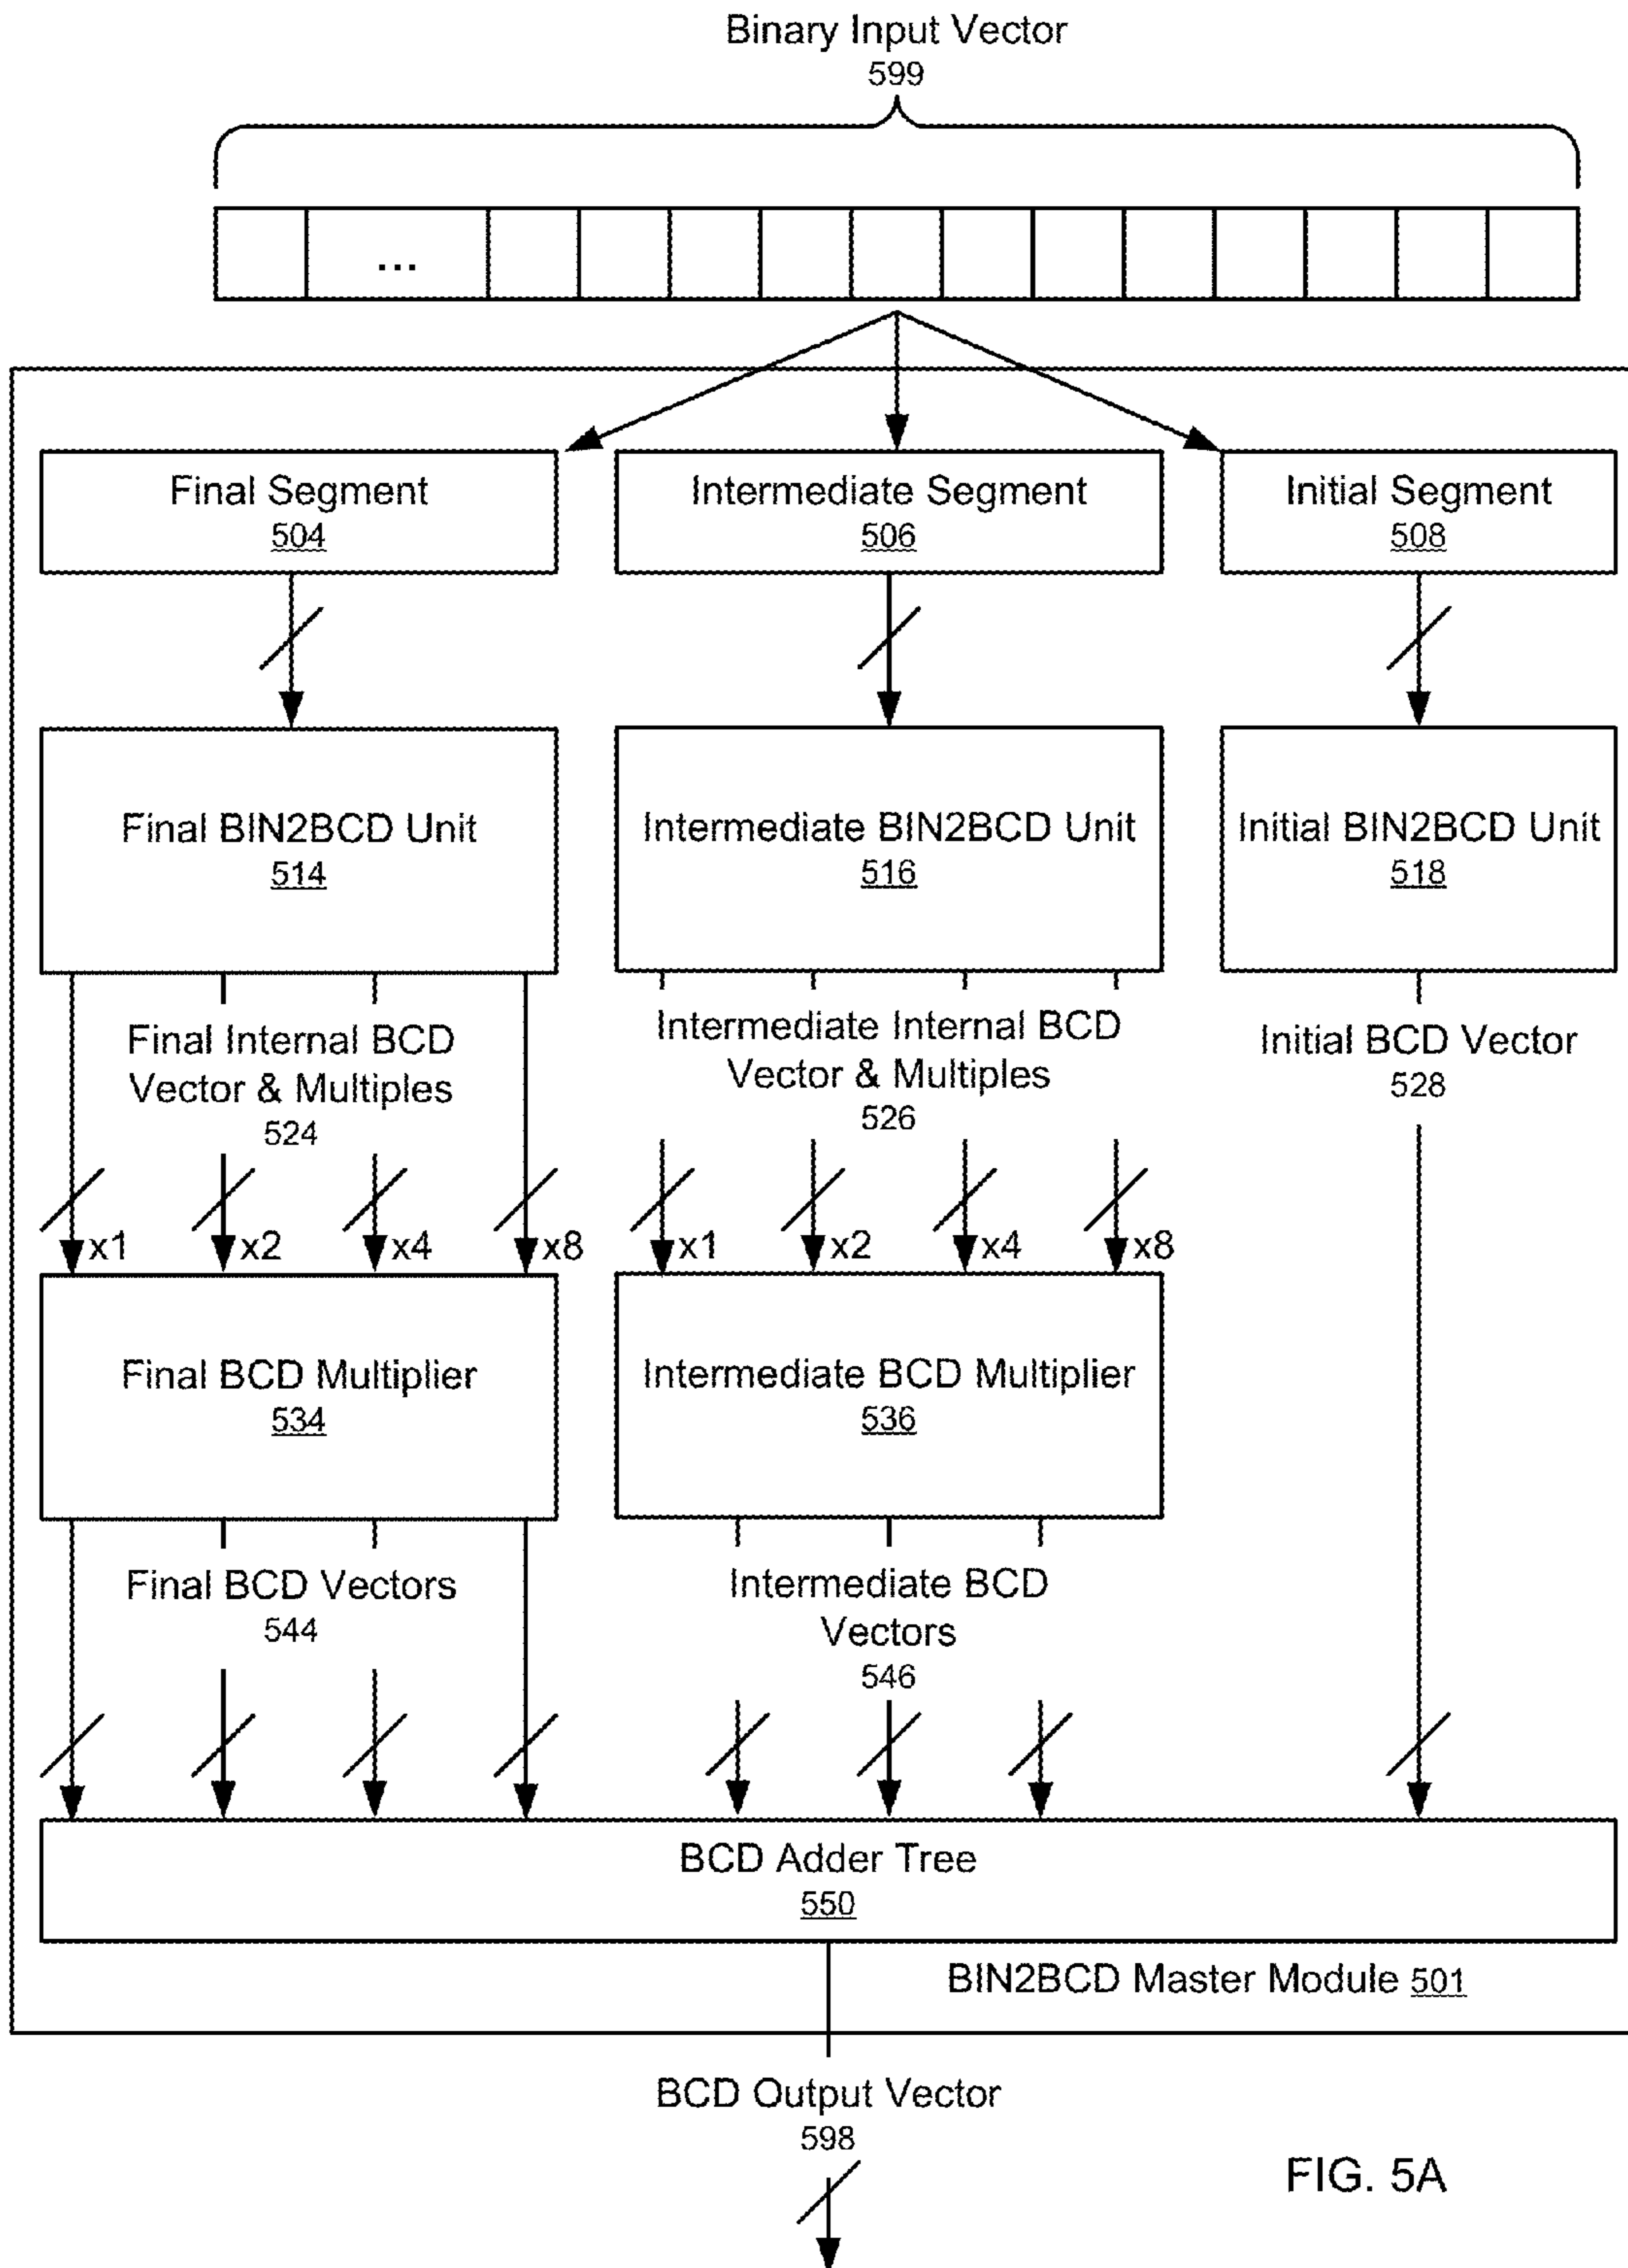 Binary Input Vector
599
...
Final Segment
504
Intermediate Segment
506
Initial Segment
508
Final BIN2BCD Unit
514
Intermediate BIN2BCD Unit
516
Initial BIN2BCD Unit
518
Final Internal BCD
Vector & Multiples
524
Intermediate Internal BCD
Vector & Multiples
526
Initial BCD Vector
528
x1 x2 x4 x8 x1 x2 x4 x8
Final BCD Multiplier
534
Intermediate BCD Multiplier
536
Final BCD Vectors
544
Intermediate BCD
Vectors
546
BCD Adder Tree
550
BIN2BCD Master Module 501
BCD Output Vector
598
FIG. 5A